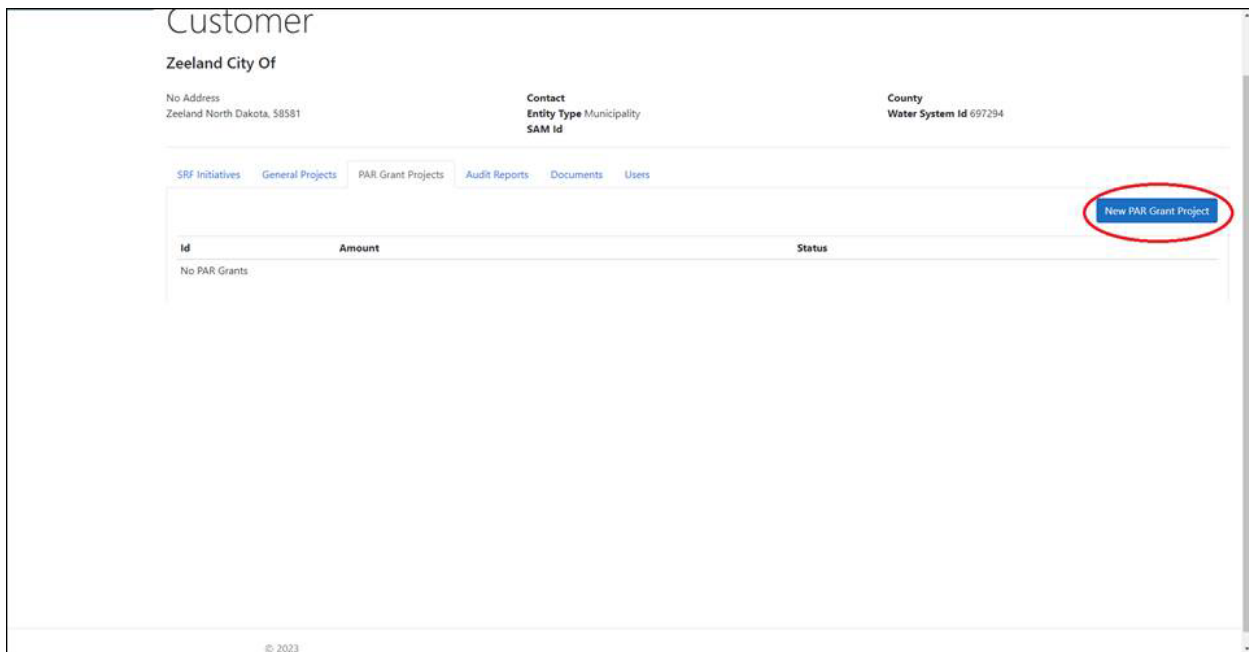 Customer
Zeeland City Of
No Address
Zeeland North Dakota, 58581
Contact
Entity Type Municipality
SAM Id
County
Water System Id 697294
SRF Initiatives General Projects PAR Grant Projects Audit Reports Documents Users
New PAR Grant Project
Id Amount Status
No PAR Grants
© 2023